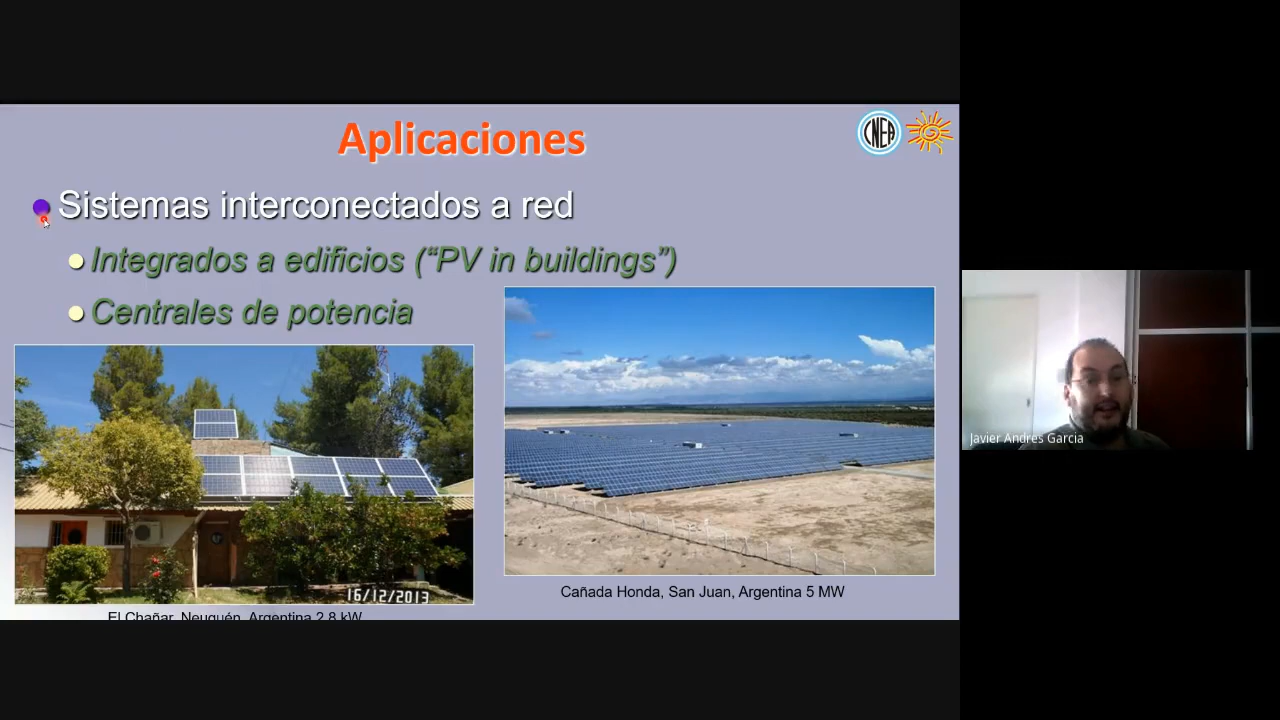 Aplicaciones
CNEA
Sistemas interconectados a red
Integrados a edificios (“PV in buildings”)
Centrales de potencia
16/12/2013
Cañada Honda, San Juan, Argentina 5 MW
El Chañar, Neuquén, Argentina 2.8 kW
Javier Andres Garcia